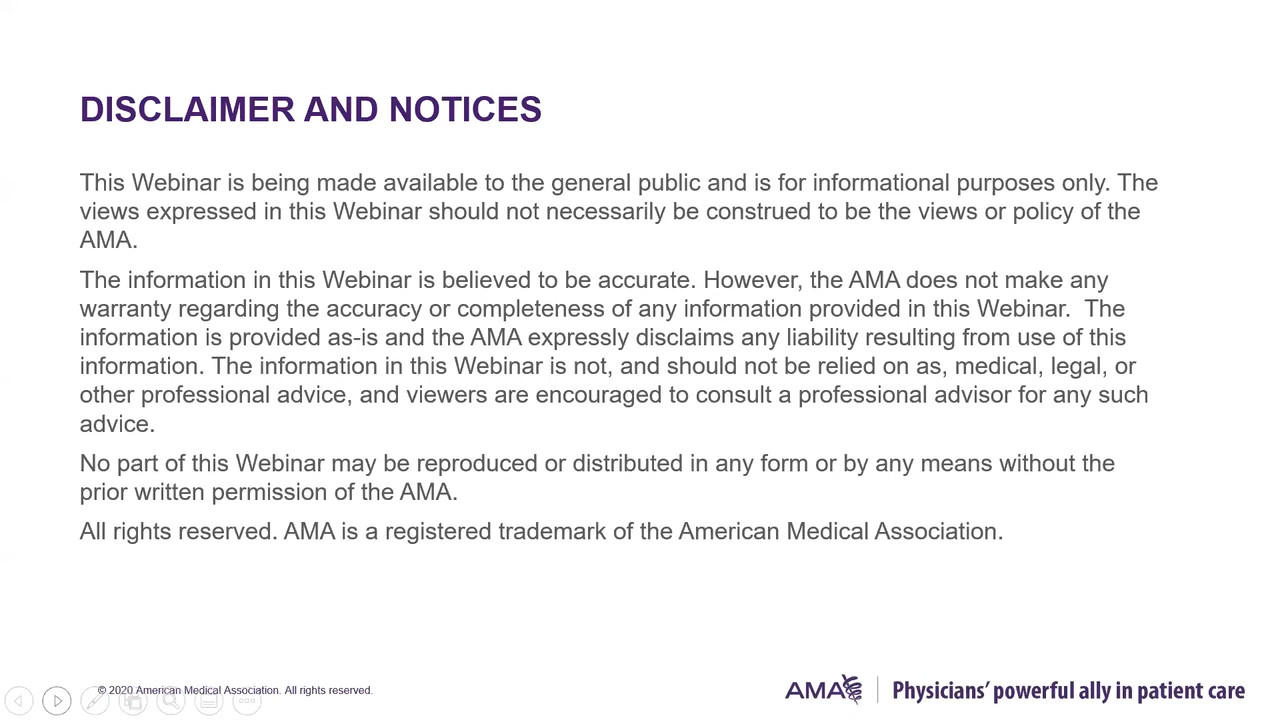 DISCLAIMER AND NOTICES
This Webinar is being made available to the general public and is for informational purposes only. The
views expressed in this Webinar should not necessarily be construed to be the views or policy of the
AMA.
The information in this Webinar is believed to be accurate. However, the AMA does not make any
warranty regarding the accuracy or completeness of any information provided in this Webinar.  The
information is provided as-is and the AMA expressly disclaims any liability resulting from use of this
information. The information in this Webinar is not, and should not be relied on as, medical, legal, or
other professional advice, and viewers are encouraged to consult a professional advisor for any such
advice.
No part of this Webinar may be reproduced or distributed in any form or by any means without the
prior written permission of the AMA.
All rights reserved. AMA is a registered trademark of the American Medical Association.
© 2020 American Medical Association. All rights reserved.
AMA
Physicians’ powerful ally in patient care